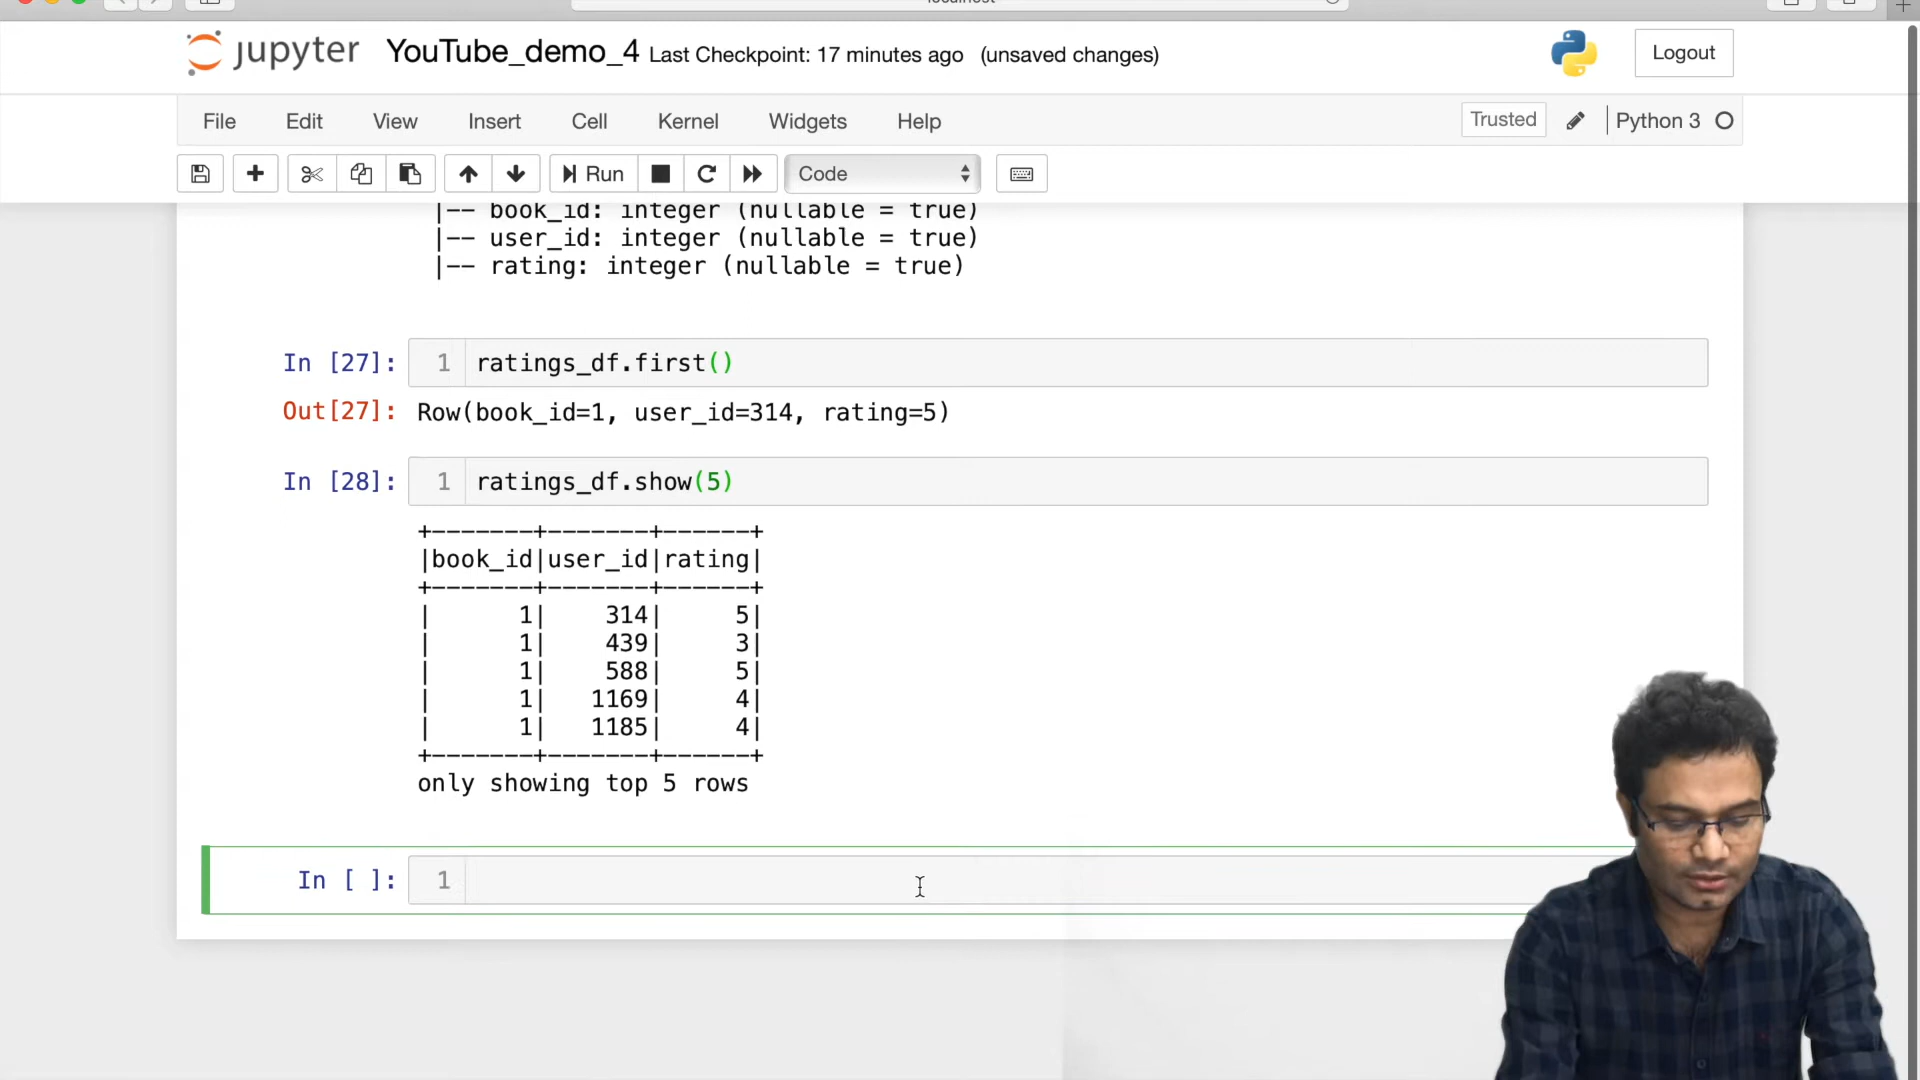 jupyter YouTube_demo_4 Last Checkpoint: 17 minutes ago (unsaved changes) Logout
File Edit View Insert Cell Kernel Widgets Help Trusted Python 3
Run Code
|-- book_id: integer (nullable = true)
|-- user_id: integer (nullable = true)
|-- rating: integer (nullable = true)
In [27]: 1 ratings_df.first()
Out[27]: Row(book_id=1, user_id=314, rating=5)
In [28]: 1 ratings_df.show(5)
+-------+-------+------+
|book_id|user_id|rating|
+-------+-------+------+
|      1|    314|     5|
|      1|    439|     3|
|      1|    588|     5|
|      1|   1169|     4|
|      1|   1185|     4|
+-------+-------+------+
only showing top 5 rows
In [ ]: 1